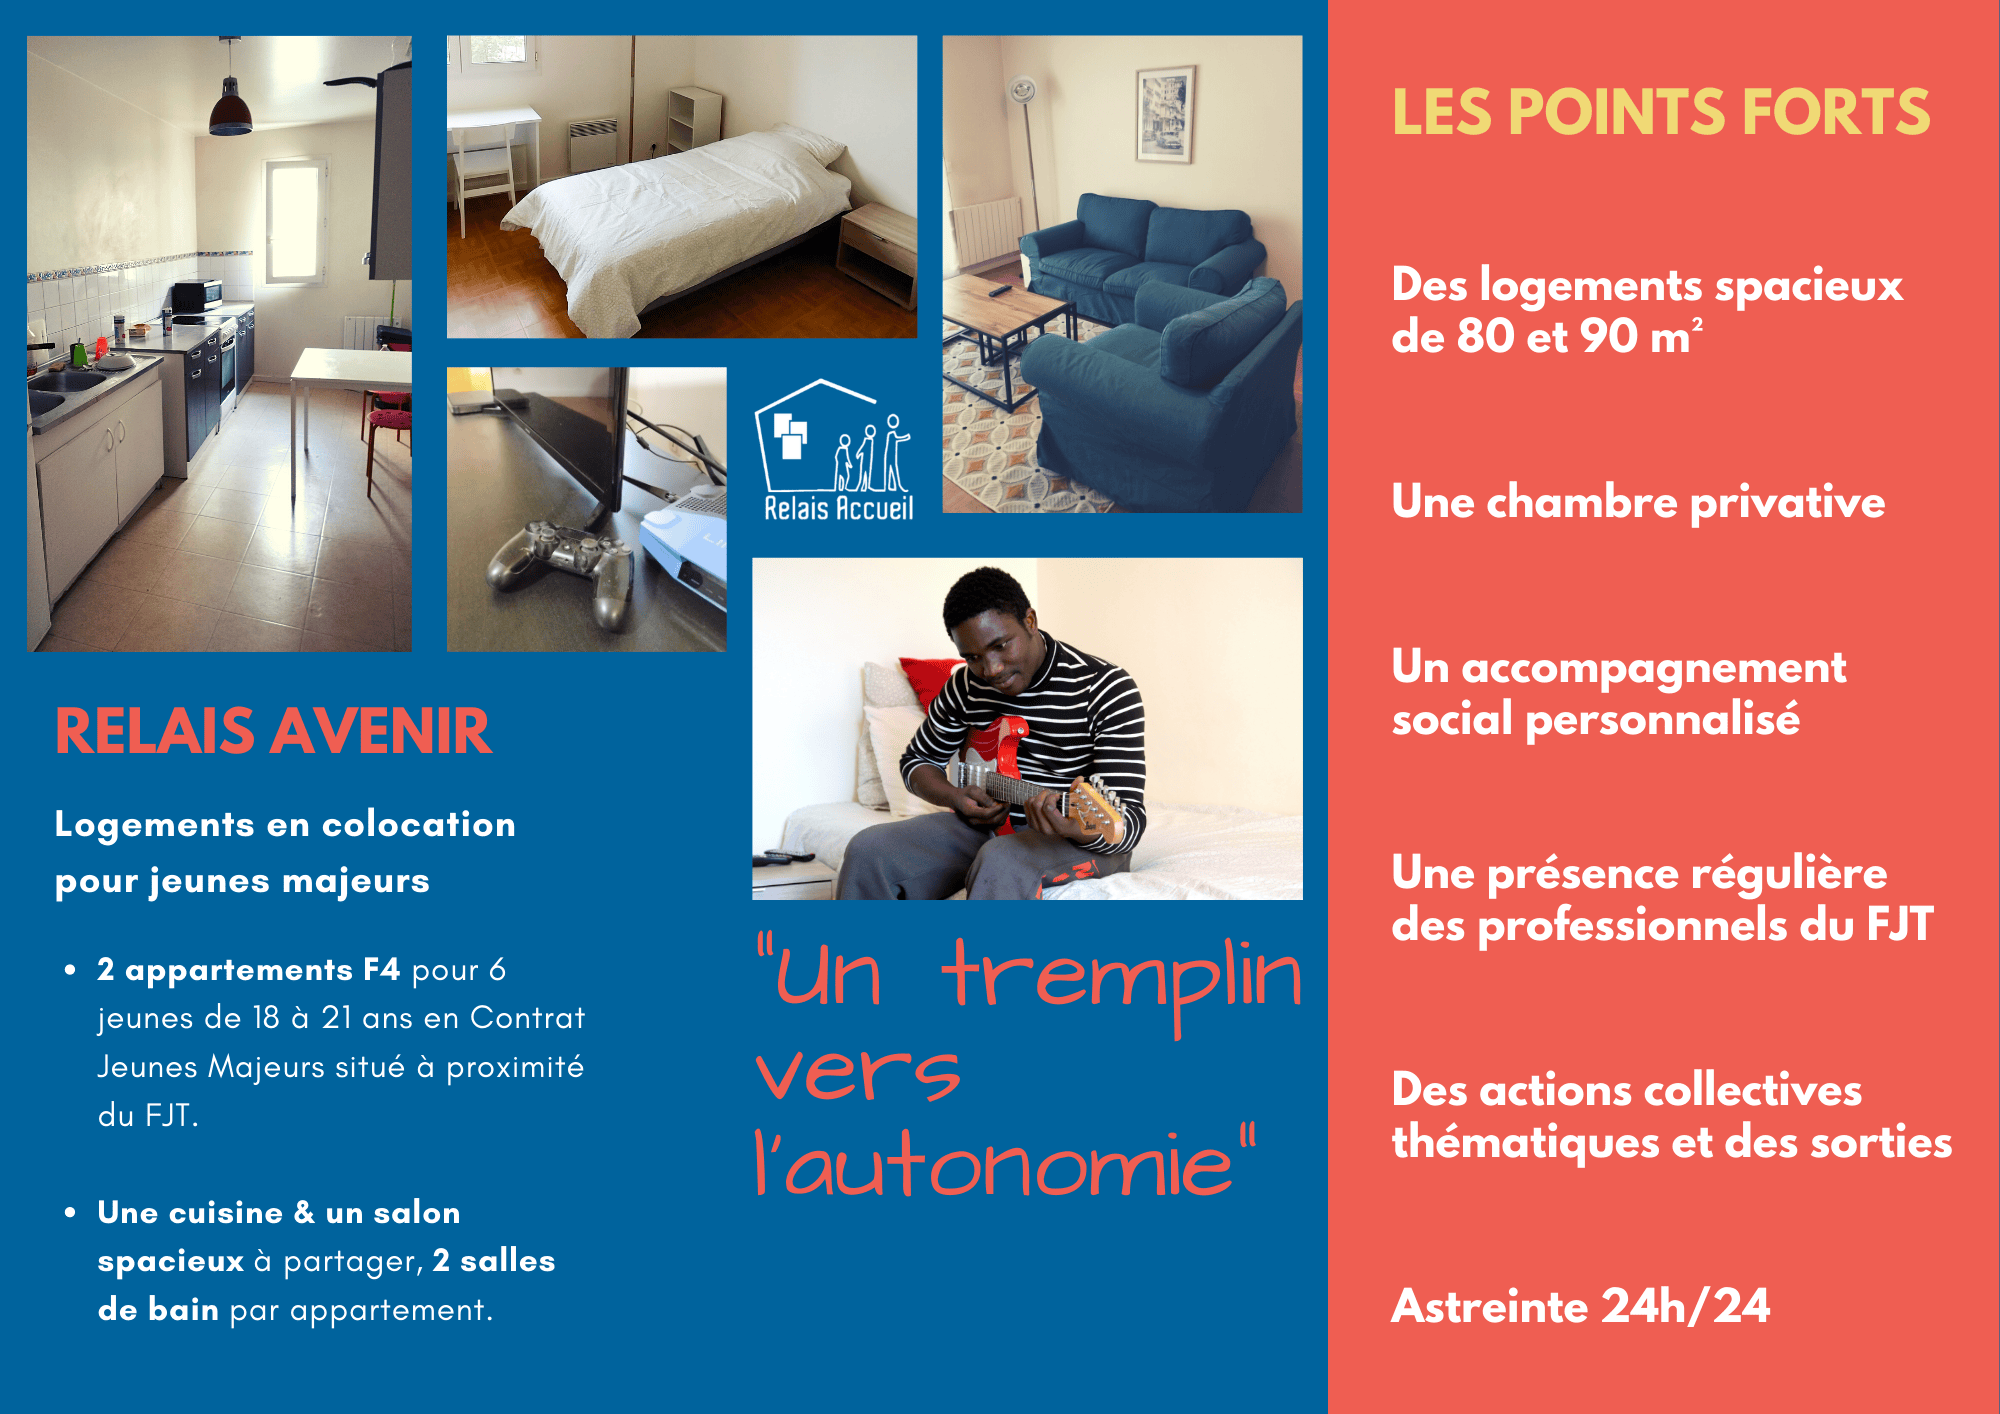 Relais Accueil
RELAIS AVENIR
Logements en colocation
pour jeunes majeurs
• 2 appartements F4 pour 6
jeunes de 18 à 21 ans en Contrat
Jeunes Majeurs situé à proximité
du FJT.
• Une cuisine & un salon
spacieux à partager, 2 salles
de bain par appartement.
"Un tremplin
vers
l'autonomie"
LES POINTS FORTS
Des logements spacieux
de 80 et 90 m²
Une chambre privative
Un accompagnement
social personnalisé
Une présence régulière
des professionnels du FJT
Des actions collectives
thématiques et des sorties
Astreinte 24h/24